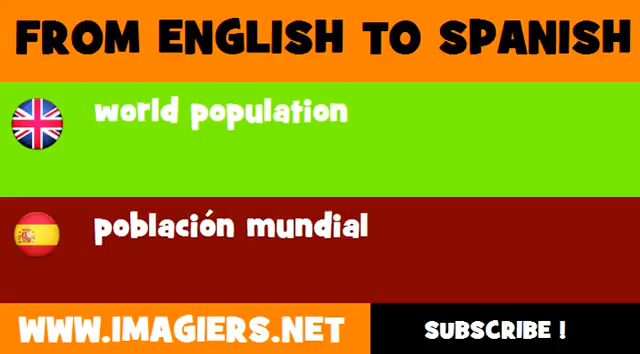 FROM ENGLISH TO SPANISH
world population
población mundial
WWW.IMAGIERS.NET
SUBSCRIBE !